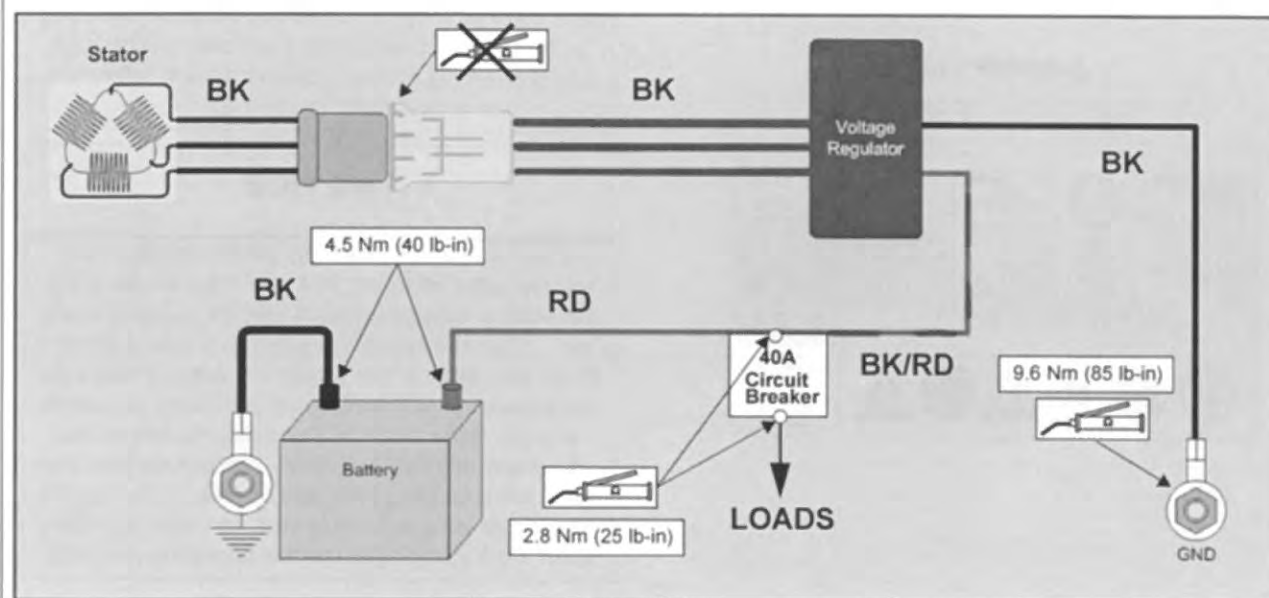 Stator
BK
BK
Voltage
Regulator
BK
4.5 Nm (40 lb-in)
BK
RD
40A
Circuit
Breaker
BK/RD
9.6 Nm (85 lb-in)
Battery
LOADS
2.8 Nm (25 lb-in)
GND